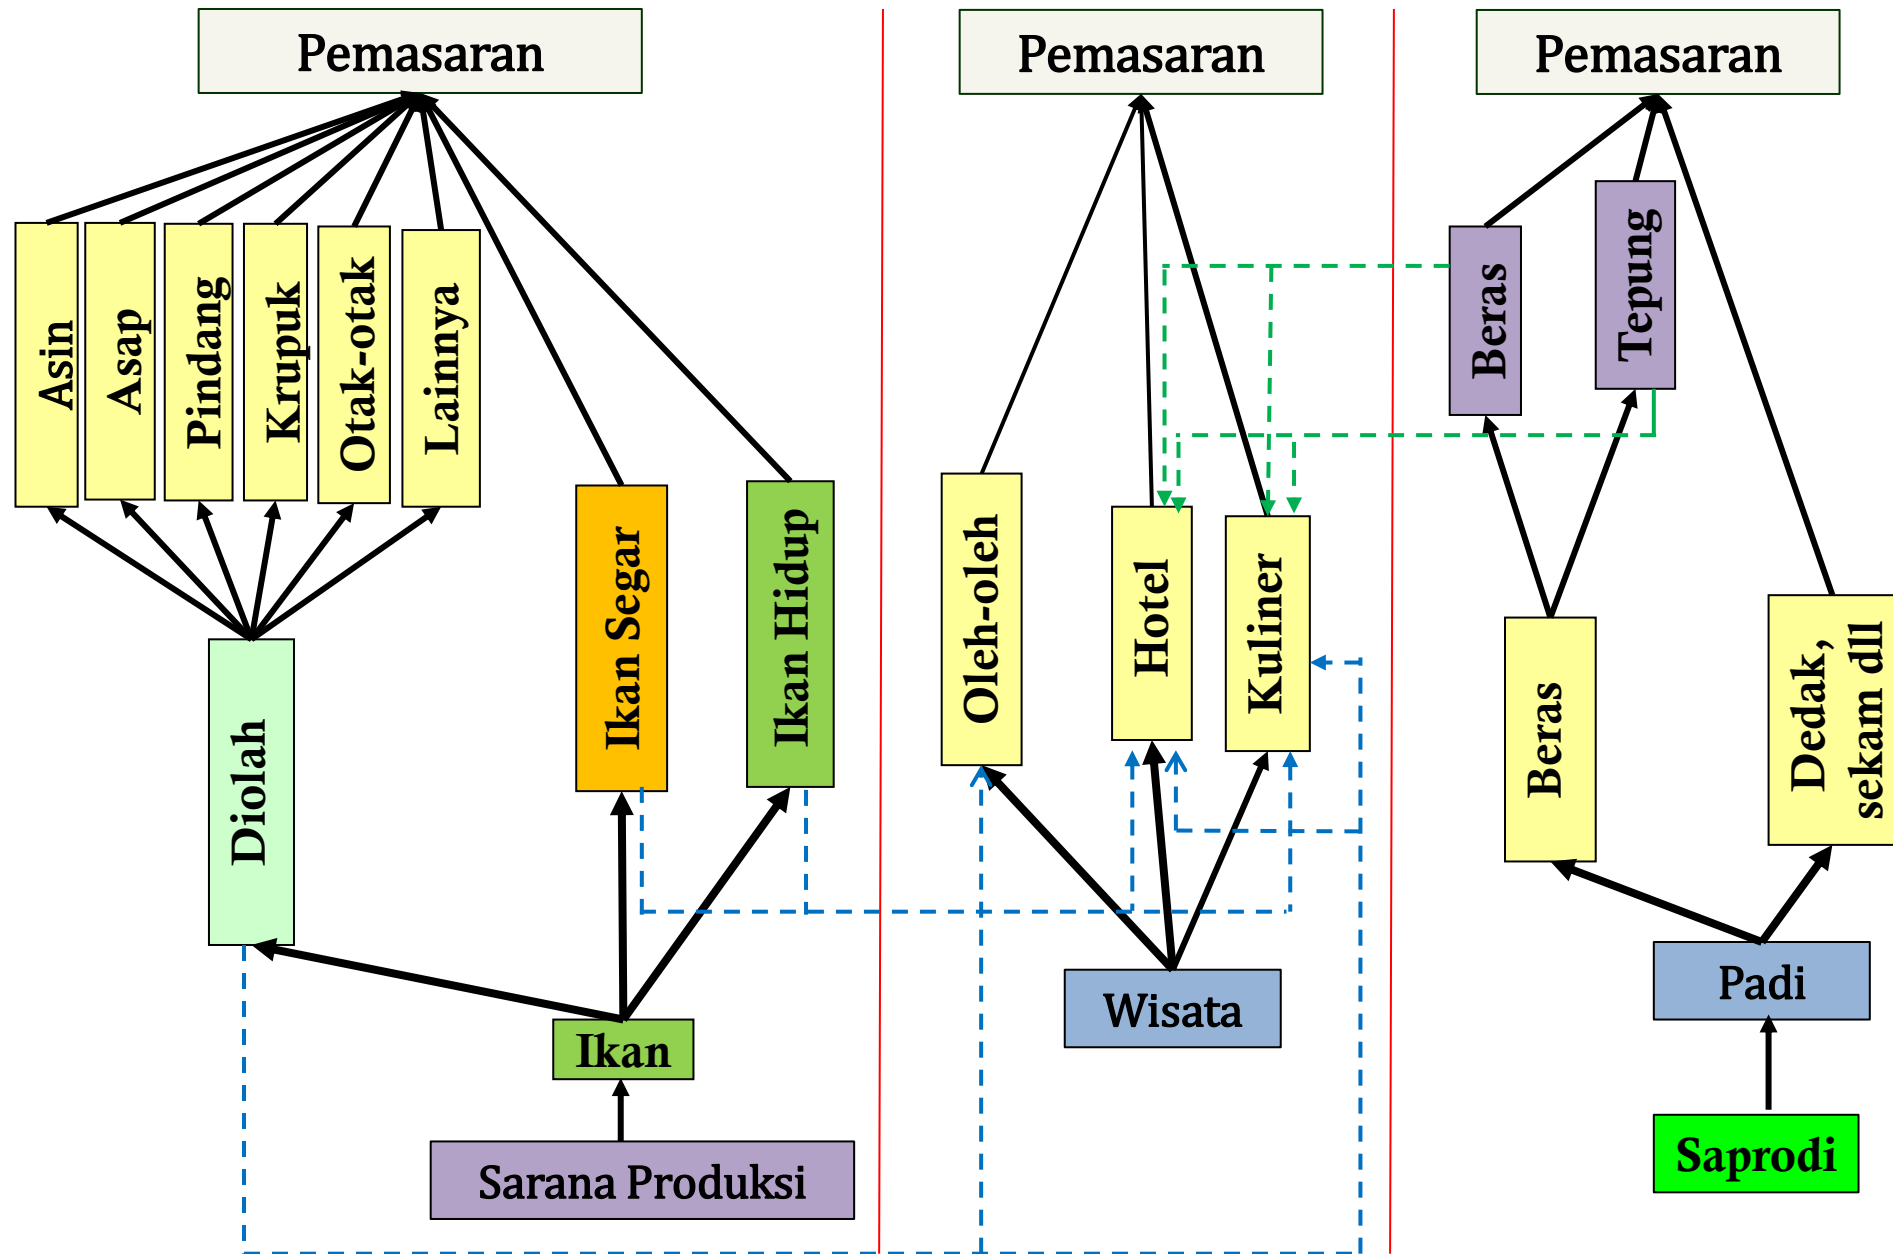 Pemasaran
Pemasaran
Pemasaran
Asin
Asap
Pindang
Krupuk
Otak-otak
Lainnya
Ikan Segar
Ikan Hidup
Diolah
Ikan
Sarana Produksi
Oleh-oleh
Hotel
Kuliner
Wisata
Beras
Tepung
Beras
Dedak,
sekam dll
Padi
Saprodi